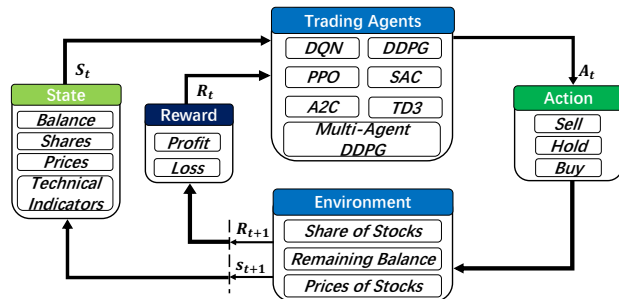 Trading Agents
DQN
DDPG
PPO
SAC
A2C
TD3
Multi-Agent
DDPG
S_t
R_t
A_t
State
Balance
Shares
Prices
Technical
Indicators
Reward
Profit
Loss
Action
Sell
Hold
Buy
Environment
Share of Stocks
Remaining Balance
Prices of Stocks
R_{t+1}
s_{t+1}